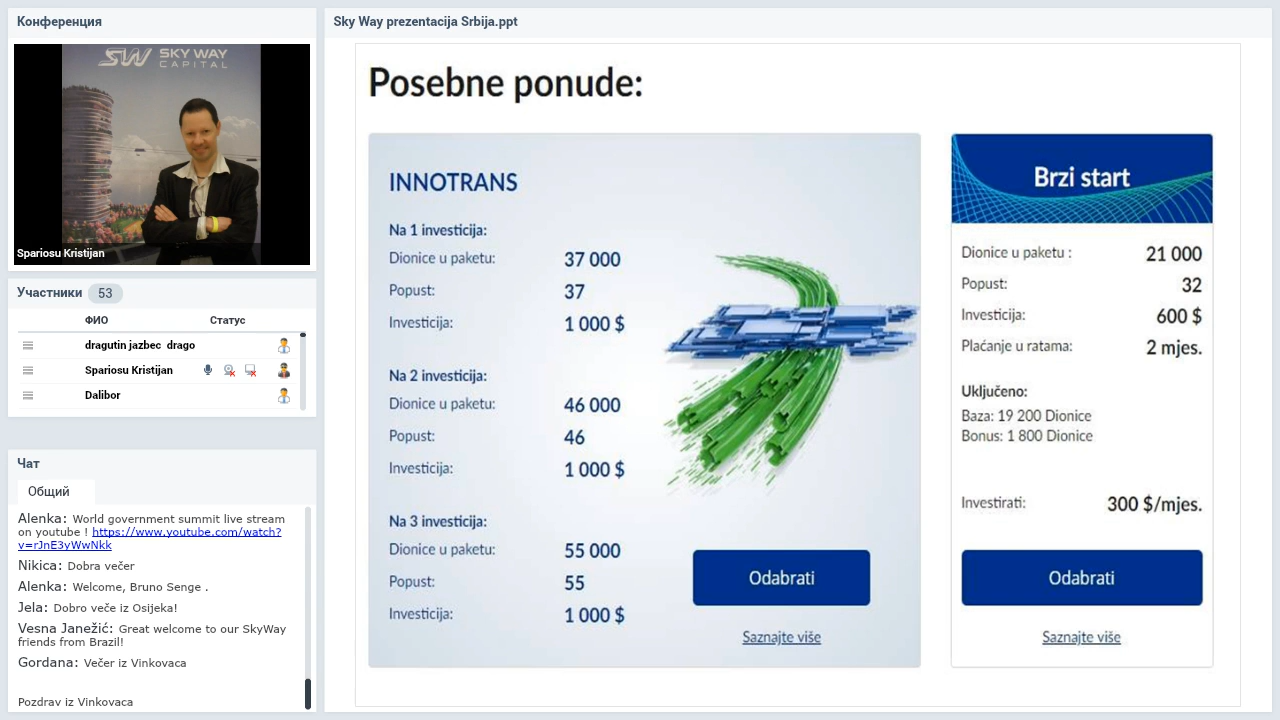 Конференция
SKY WAY
CAPITAL
Spariosu Kristijan
Участники 53
ФИО Статус
dragutin jazbec drago
Spariosu Kristijan
Dalibor
Чат
Общий
Alenka: World government summit live stream
on youtube ! https://www.youtube.com/watch?
v=rJnE3yWwNkk
Nikica: Dobra večer
Alenka: Welcome, Bruno Senge .
Jela: Dobro veče iz Osijeka!
Vesna Janežić: Great welcome to our SkyWay
friends from Brazil!
Gordana: Večer iz Vinkovaca
Pozdrav iz Vinkovaca
Sky Way prezentacija Srbija.ppt
Posebne ponude:
INNOTRANS
Na 1 investicija:
Dionice u paketu: 37 000
Popust: 37
Investicija: 1 000 $
Na 2 investicija:
Dionice u paketu: 46 000
Popust: 46
Investicija: 1 000 $
Na 3 investicija:
Dionice u paketu: 55 000
Popust: 55
Investicija: 1 000 $
Odabrati
Saznajte više
Brzi start
Dionice u paketu : 21 000
Popust: 32
Investicija: 600 $
Plaćanje u ratama: 2 mjes.
Uključeno:
Baza: 19 200 Dionice
Bonus: 1 800 Dionice
Investirati: 300 $/mjes.
Odabrati
Saznajte više